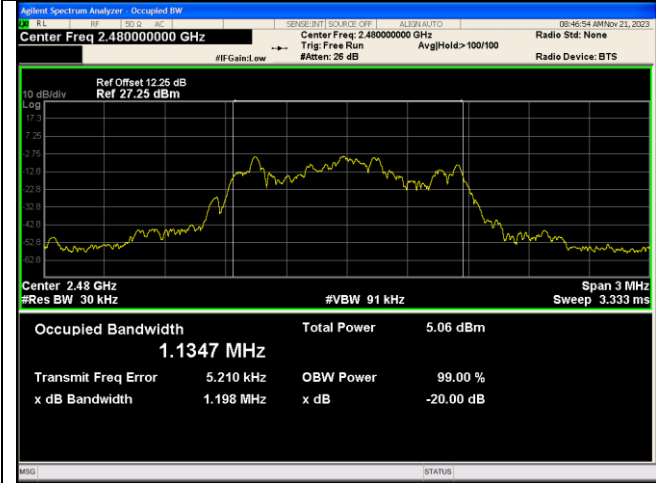 Agilent Spectrum Analyzer - Occupied BW
RL RF 50 Ω AC SENSE:INT SOURCE OFF ALIGN AUTO 08:46:54 AM Nov 21, 2023
Center Freq 2.480000000 GHz Center Freq: 2.480000000 GHz Radio Std: None
Trig: Free Run Avg|Hold:> 100/100
#IFGain:Low #Atten: 26 dB Radio Device: BTS
Ref Offset 12.25 dB
10 dB/div Ref 27.25 dBm
Log
17.3
7.25
-2.75
-12.8
-22.8
-32.8
-42.8
-52.8
-62.8
Center 2.48 GHz Span 3 MHz
#Res BW 30 kHz #VBW 91 kHz Sweep 3.333 ms
Occupied Bandwidth Total Power 5.06 dBm
1.1347 MHz
Transmit Freq Error 5.210 kHz OBW Power 99.00 %
x dB Bandwidth 1.198 MHz x dB -20.00 dB
MSG STATUS